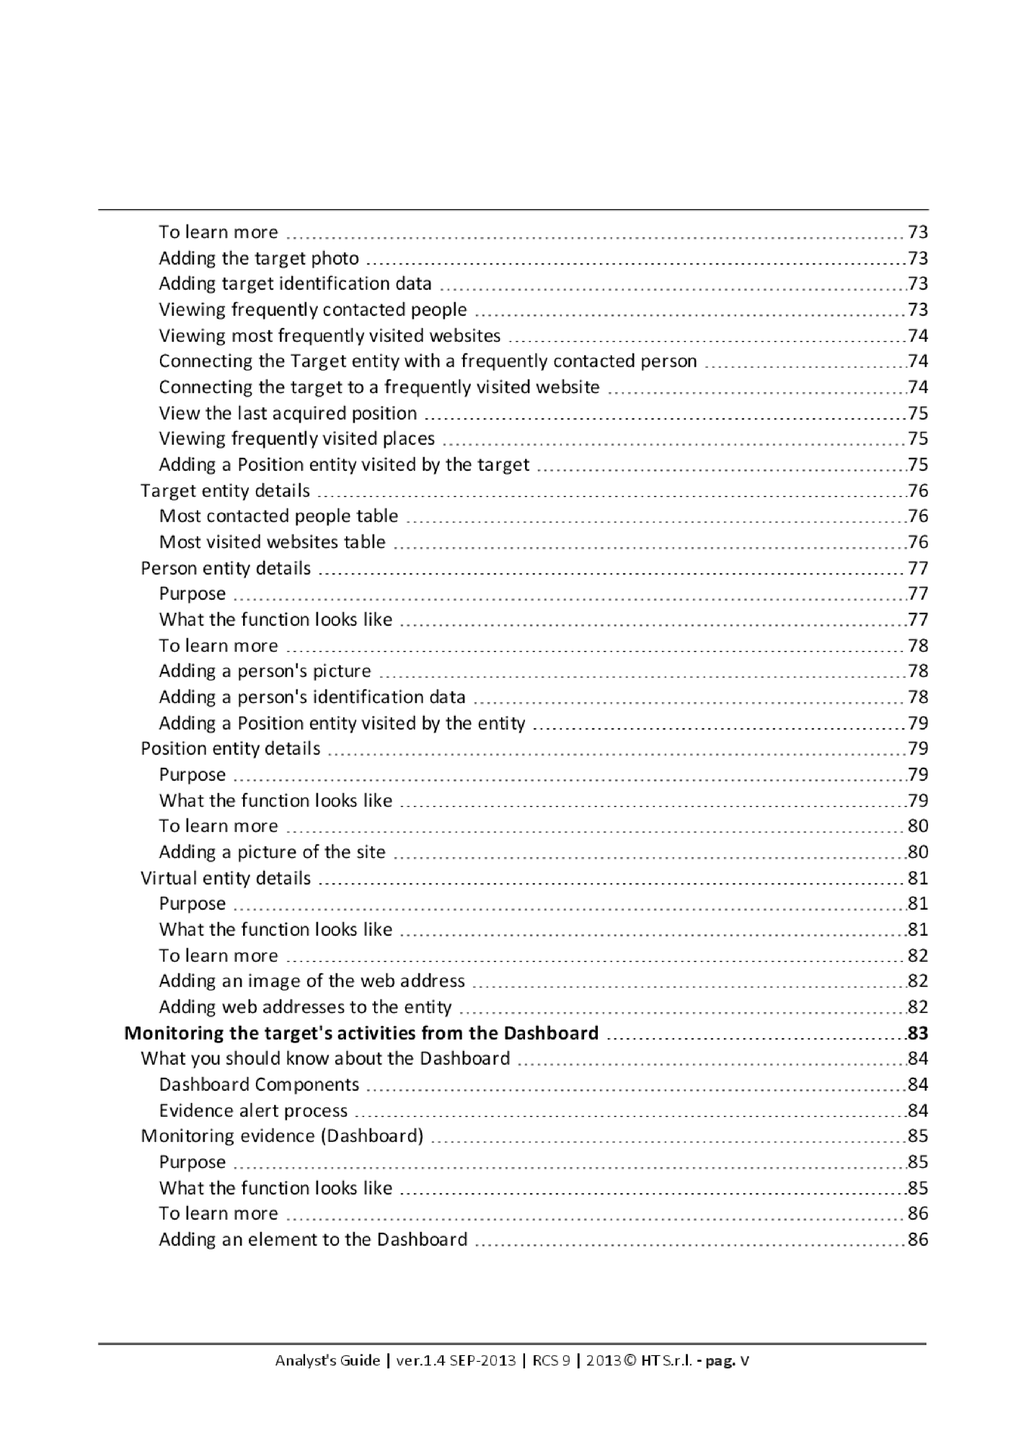 To learn more 73
Adding the target photo 73
Adding target identification data 73
Viewing frequently contacted people 73
Viewing most frequently visited websites 74
Connecting the Target entity with a frequently contacted person 74
Connecting the target to a frequently visited website 74
View the last acquired position 75
Viewing frequently visited places 75
Adding a Position entity visited by the target 75
Target entity details 76
Most contacted people table 76
Most visited websites table 76
Person entity details 77
Purpose 77
What the function looks like 77
To learn more 78
Adding a person's picture 78
Adding a person's identification data 78
Adding a Position entity visited by the entity 79
Position entity details 79
Purpose 79
What the function looks like 79
To learn more 80
Adding a picture of the site 80
Virtual entity details 81
Purpose 81
What the function looks like 81
To learn more 82
Adding an image of the web address 82
Adding web addresses to the entity 82
Monitoring the target's activities from the Dashboard 83
What you should know about the Dashboard 84
Dashboard Components 84
Evidence alert process 84
Monitoring evidence (Dashboard) 85
Purpose 85
What the function looks like 85
To learn more 86
Adding an element to the Dashboard 86
Analyst's Guide | ver.1.4 SEP-2013 | RCS 9 | 2013© HT S.r.l. - pag. V